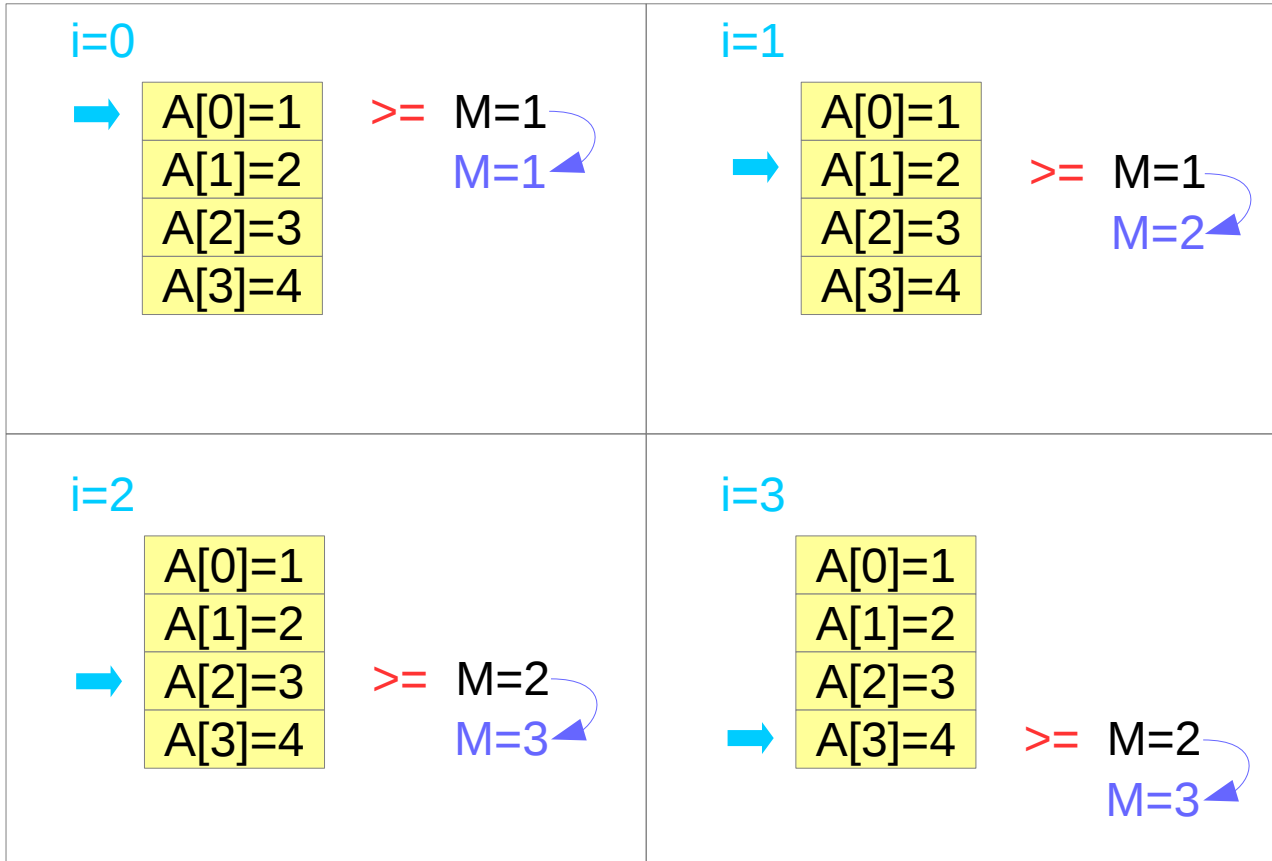 i=0
A[0]=1 >= M=1
A[1]=2 M=1
A[2]=3
A[3]=4
i=1
A[0]=1
A[1]=2 >= M=1
A[2]=3 M=2
A[3]=4
i=2
A[0]=1
A[1]=2
A[2]=3 >= M=2
A[3]=4 M=3
i=3
A[0]=1
A[1]=2
A[2]=3
A[3]=4 >= M=2
M=3